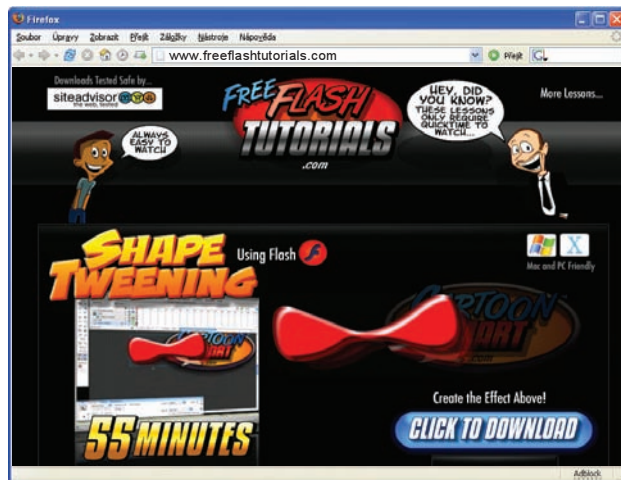 Firefox
Soubor Úpravy Zobrazit Přejít Záložky Nástroje Nápověda
www.freeflashtutorials.com Přejít
Downloads Tested Safe by...
siteadvisor
the web, tested
FREE FLASH
TUTORIALS
.com
HEY, DID
YOU KNOW?
THESE LESSONS
ONLY REQUIRE
QUICKTIME TO
WATCH...
More Lessons...
ALWAYS
EASY TO
WATCH
SHAPE
TWEENING
Using Flash
Mac and PC Friendly
CARTOON
Create the Effect Above!
55 MINUTES
CLICK TO DOWNLOAD
Adblock